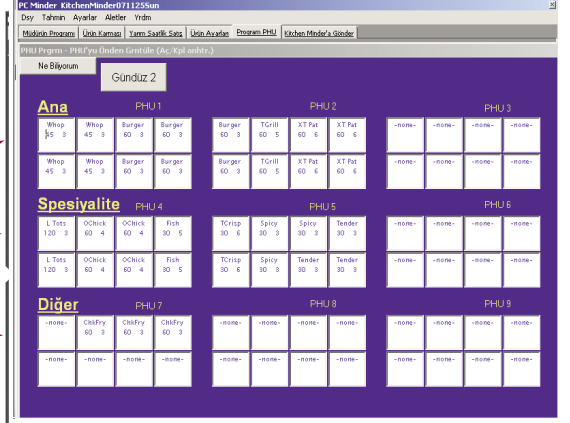 PC Minder KitchenMinder071125Sun
Dsy Tahmin Ayarlar Aletler Yrdm
Müdürün Programı Ürün Karması Yarım Saatlik Satış Ürün Ayarları Program PHU Kitchen Minder'a Gönder
PHU Prgrm - PHU'yu Önden Grntüle (Aç/Kpl anhtr.)
Ne Biliyorum
Gündüz 2
Ana PHU 1 PHU 2 PHU 3
Whop Whop Burger Burger Burger TGrill XT Pat XT Pat -none- -none- -none- -none-
45 3 45 3 60 3 60 3 60 3 60 5 60 6 60 6
Whop Whop Burger Burger Burger TGrill XT Pat XT Pat -none- -none- -none- -none-
45 3 45 3 60 3 60 3 60 3 60 5 60 6 60 6
Spesiyalite PHU 4 PHU 5 PHU 6
L Tots OChick OChick Fish TCrisp Spicy Spicy Tender -none- -none- -none- -none-
120 3 60 4 60 4 30 5 30 6 30 3 30 3 30 3
L Tots OChick OChick Fish TCrisp Spicy Tender Tender -none- -none- -none- -none-
120 3 60 4 60 4 30 5 30 6 30 3 30 3 30 3
Diğer PHU 7 PHU 8 PHU 9
-none- ChkFry ChkFry ChkFry -none- -none- -none- -none- -none- -none- -none- -none-
60 3 60 3 60 3
-none- -none- -none- -none- -none- -none- -none- -none- -none- -none- -none- -none-